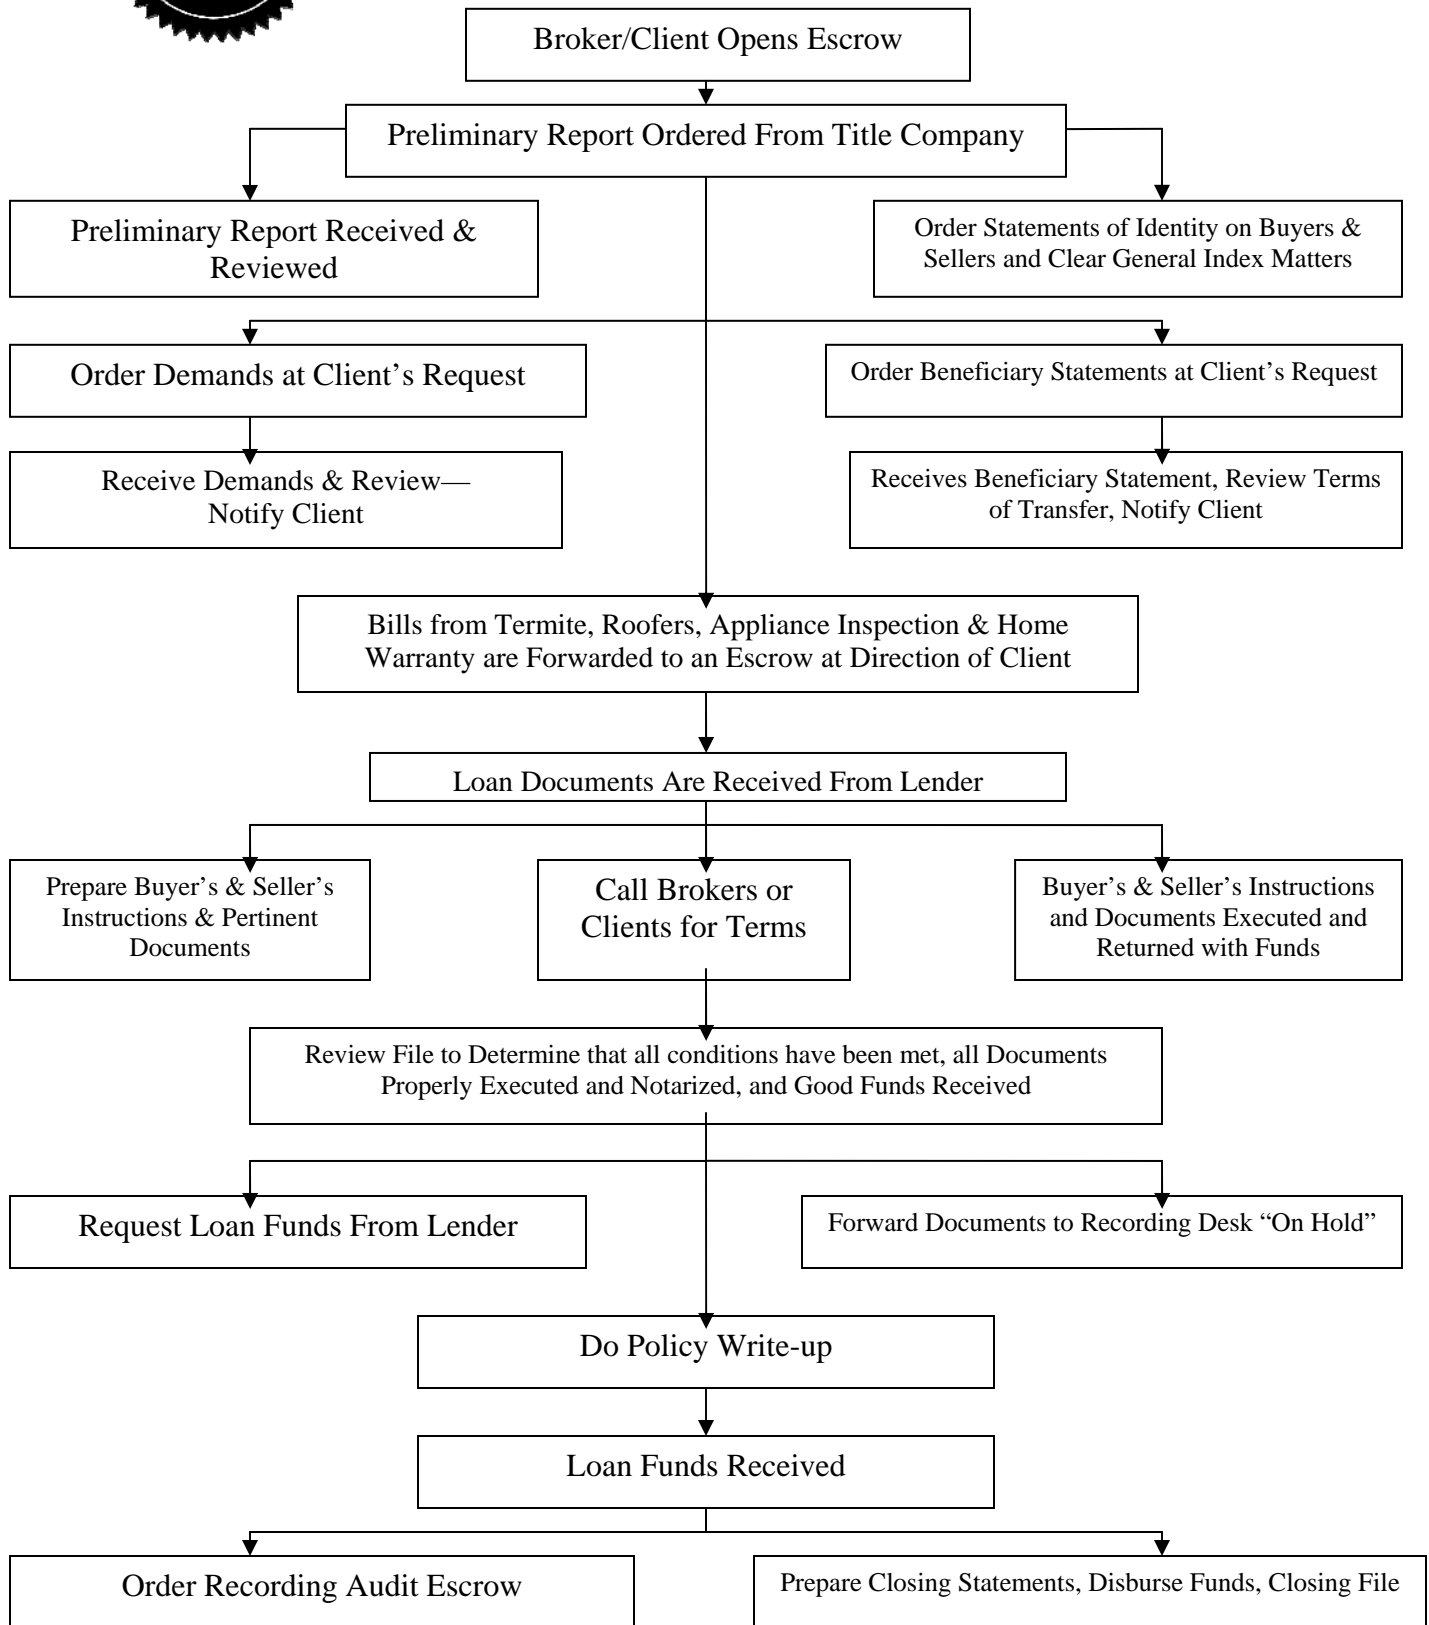 Broker/Client Opens Escrow
Preliminary Report Ordered From Title Company
Preliminary Report Received &
Reviewed
Order Statements of Identity on Buyers &
Sellers and Clear General Index Matters
Order Demands at Client’s Request
Order Beneficiary Statements at Client’s Request
Receive Demands & Review—
Notify Client
Receives Beneficiary Statement, Review Terms
of Transfer, Notify Client
Bills from Termite, Roofers, Appliance Inspection & Home
Warranty are Forwarded to an Escrow at Direction of Client
Loan Documents Are Received From Lender
Prepare Buyer’s & Seller’s
Instructions & Pertinent
Documents
Call Brokers or
Clients for Terms
Buyer’s & Seller’s Instructions
and Documents Executed and
Returned with Funds
Review File to Determine that all conditions have been met, all Documents
Properly Executed and Notarized, and Good Funds Received
Request Loan Funds From Lender
Forward Documents to Recording Desk “On Hold”
Do Policy Write-up
Loan Funds Received
Order Recording Audit Escrow
Prepare Closing Statements, Disburse Funds, Closing File